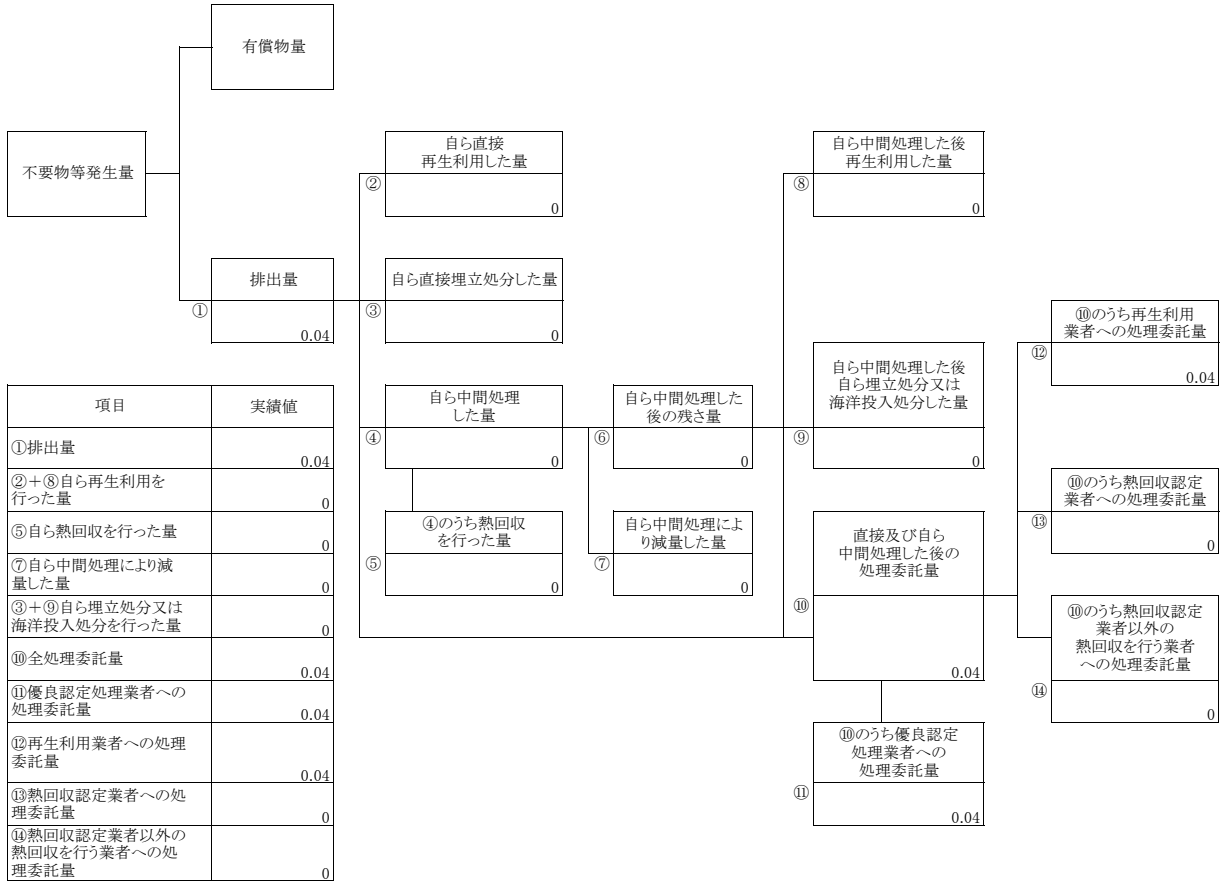 有償物量
不要物等発生量
自ら直接
再生利用した量
②
0
自ら中間処理した後
再生利用した量
⑧
0
排出量
①
0.04
自ら直接埋立処分した量
③
0
⑩のうち再生利用
業者への処理委託量
⑫
0.04
自ら中間処理した後
自ら埋立処分又は
海洋投入処分した量
⑨
0
自ら中間処理
した量
④
0
自ら中間処理した
後の残さ量
⑥
0
⑩のうち熱回収認定
業者への処理委託量
⑬
0
④のうち熱回収
を行った量
⑤
0
自ら中間処理によ
り減量した量
⑦
0
直接及び自ら
中間処理した後の
処理委託量
⑩
0.04
⑩のうち熱回収認定
業者以外の
熱回収を行う業者
への処理委託量
⑭
0
⑩のうち優良認定
処理業者への
処理委託量
⑪
0.04
項目 実績値
①排出量 0.04
②＋⑧自ら再生利用を
行った量 0
⑤自ら熱回収を行った量 0
⑦自ら中間処理により減
量した量 0
③＋⑨自ら埋立処分又は
海洋投入処分を行った量 0
⑩全処理委託量 0.04
⑪優良認定処理業者への
処理委託量 0.04
⑫再生利用業者への処理
委託量 0.04
⑬熱回収認定業者への処
理委託量 0
⑭熱回収認定業者以外の
熱回収を行う業者への処
理委託量 0